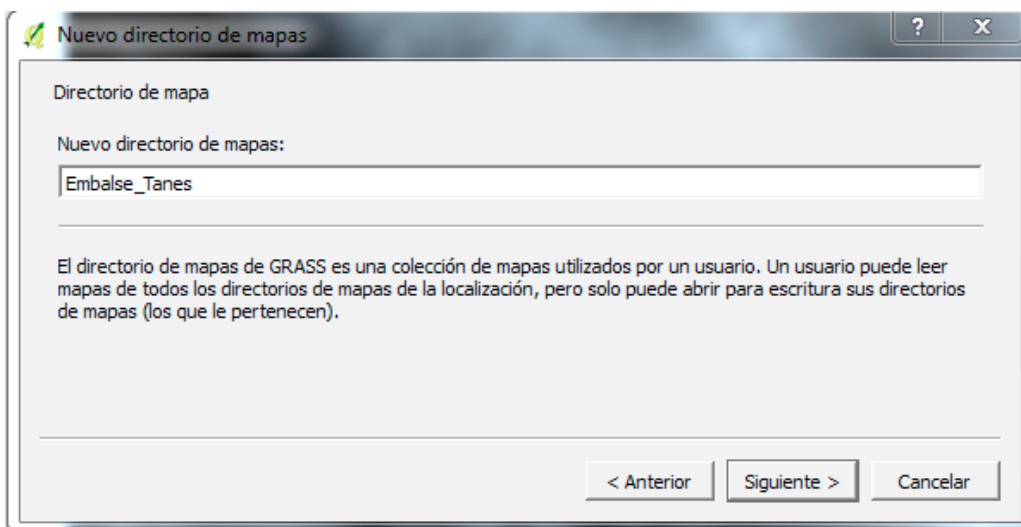 Nuevo directorio de mapas
?
X
Directorio de mapa
Nuevo directorio de mapas:
Embalse_Tanes
El directorio de mapas de GRASS es una colección de mapas utilizados por un usuario. Un usuario puede leer
mapas de todos los directorios de mapas de la localización, pero solo puede abrir para escritura sus directorios
de mapas (los que le pertenecen).
< Anterior
Siguiente >
Cancelar